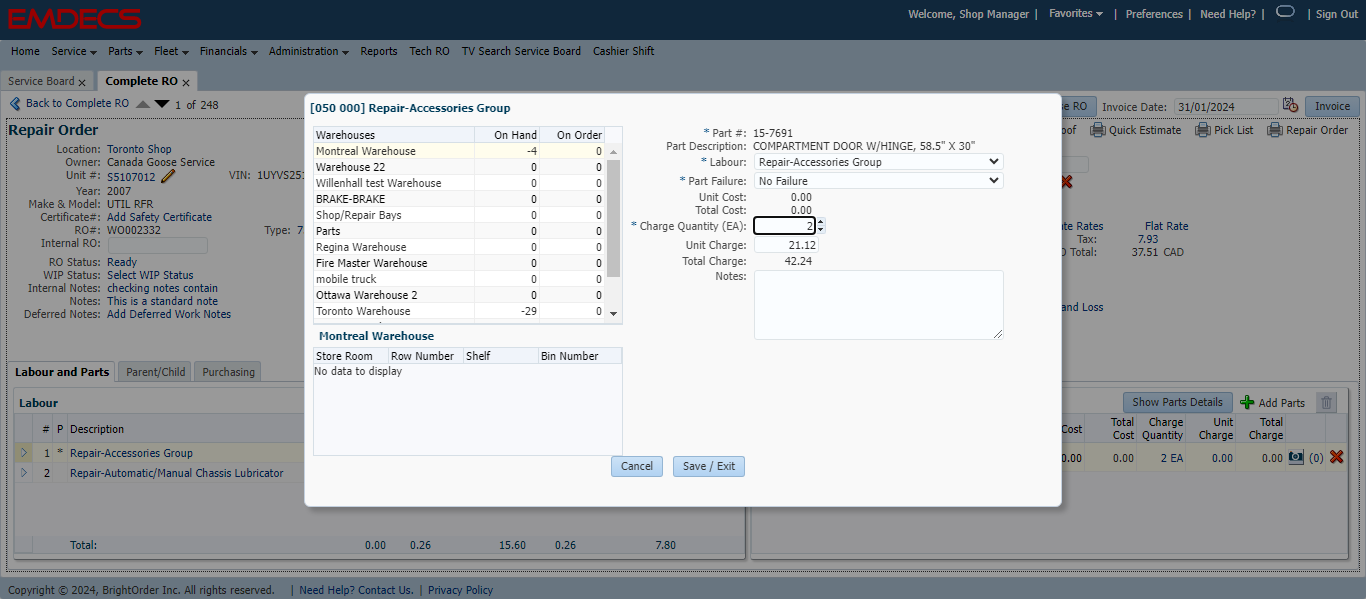 EMDECS
Welcome, Shop Manager | Favorites | Preferences | Need Help? | | Sign Out
Home Service Parts Fleet Financials Administration Reports Tech RO TV Search Service Board Cashier Shift
Service Board x Complete RO x
Back to Complete RO 1 of 248
RO Invoice Date: 31/01/2024 Invoice
Repair Order
Quick Estimate Pick List Repair Order
Location: Toronto Shop
Owner: Canada Goose Service
Unit #: S5107012 VIN: 1UYVS251
Year: 2007
Make & Model: UTIL RFR
Certificate#: Add Safety Certificate
RO#: WO002332 Type: 7
Internal RO:
RO Status: Ready
WIP Status: Select WIP Status
Internal Notes: checking notes contain
Notes: This is a standard note
Deferred Notes: Add Deferred Work Notes
Rates Flat Rate
Tax: 7.93
Total: 37.51 CAD
and Loss
[050 000] Repair-Accessories Group
Warehouses On Hand On Order
Montreal Warehouse -4 0
Warehouse 22 0 0
Willenhall test Warehouse 0 0
BRAKE-BRAKE 0 0
Shop/Repair Bays 0 0
Parts 0 0
Regina Warehouse 0 0
Fire Master Warehouse 0 0
mobile truck 0 0
Ottawa Warehouse 2 0 0
Toronto Warehouse -29 0
Montreal Warehouse
Store Room Row Number Shelf Bin Number
No data to display
* Part #: 15-7691
Part Description: COMPARTMENT DOOR W/HINGE, 58.5" X 30"
* Labour: Repair-Accessories Group
* Part Failure: No Failure
Unit Cost: 0.00
Total Cost: 0.00
* Charge Quantity (EA): 2
Unit Charge: 21.12
Total Charge: 42.24
Notes:
Cancel Save / Exit
Labour and Parts Parent/Child Purchasing
Labour
# P Description
1 * Repair-Accessories Group
2 Repair-Automatic/Manual Chassis Lubricator
Total: 0.00 0.26 15.60 0.26 7.80
Show Parts Details Add Parts
Cost Total Cost Charge Quantity Unit Charge Total Charge
0.00 0.00 2 EA 0.00 0.00 (0)
Copyright © 2024, BrightOrder Inc. All rights reserved. | Need Help? Contact Us. | Privacy Policy